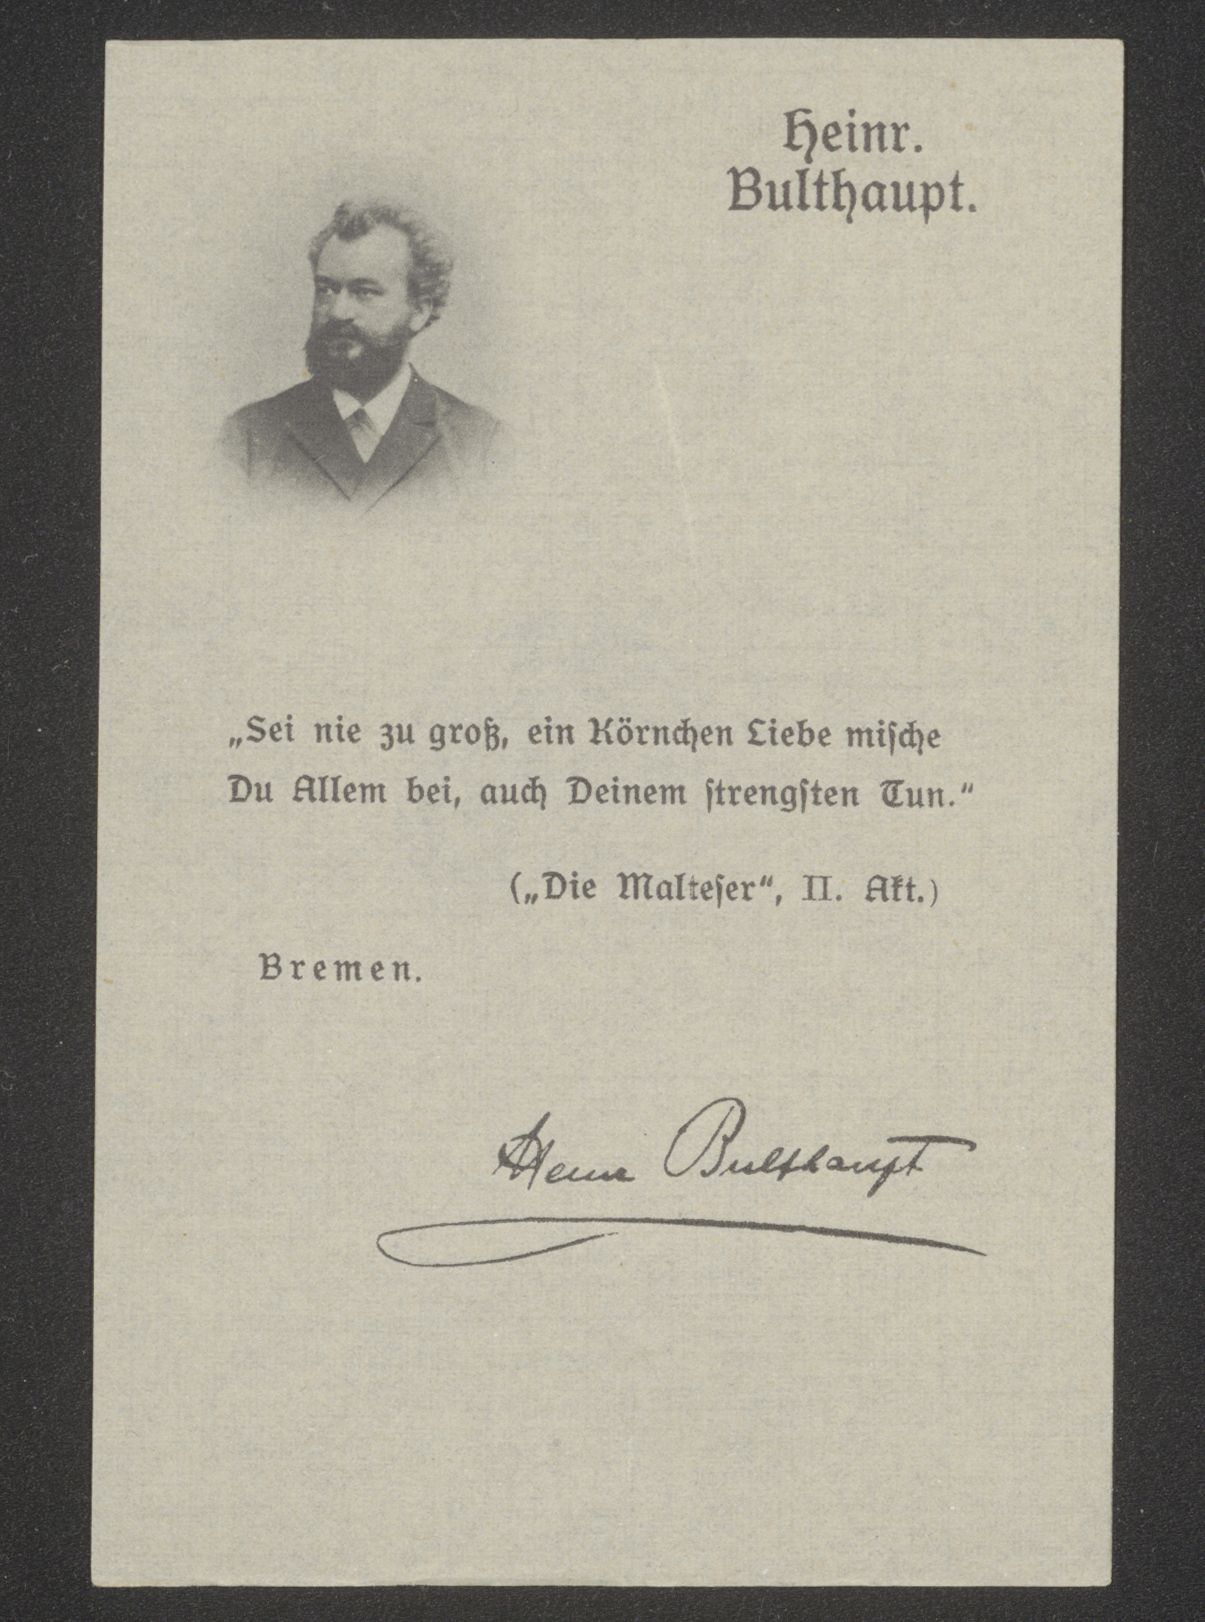 Heinr.
Bulthaupt.
„Sei nie zu groß, ein Körnchen Liebe mische
Du Allem bei, auch Deinem strengsten Tun.“
(„Die Malteser“, II. Akt.)
Bremen.
Heinr Bulthaupt